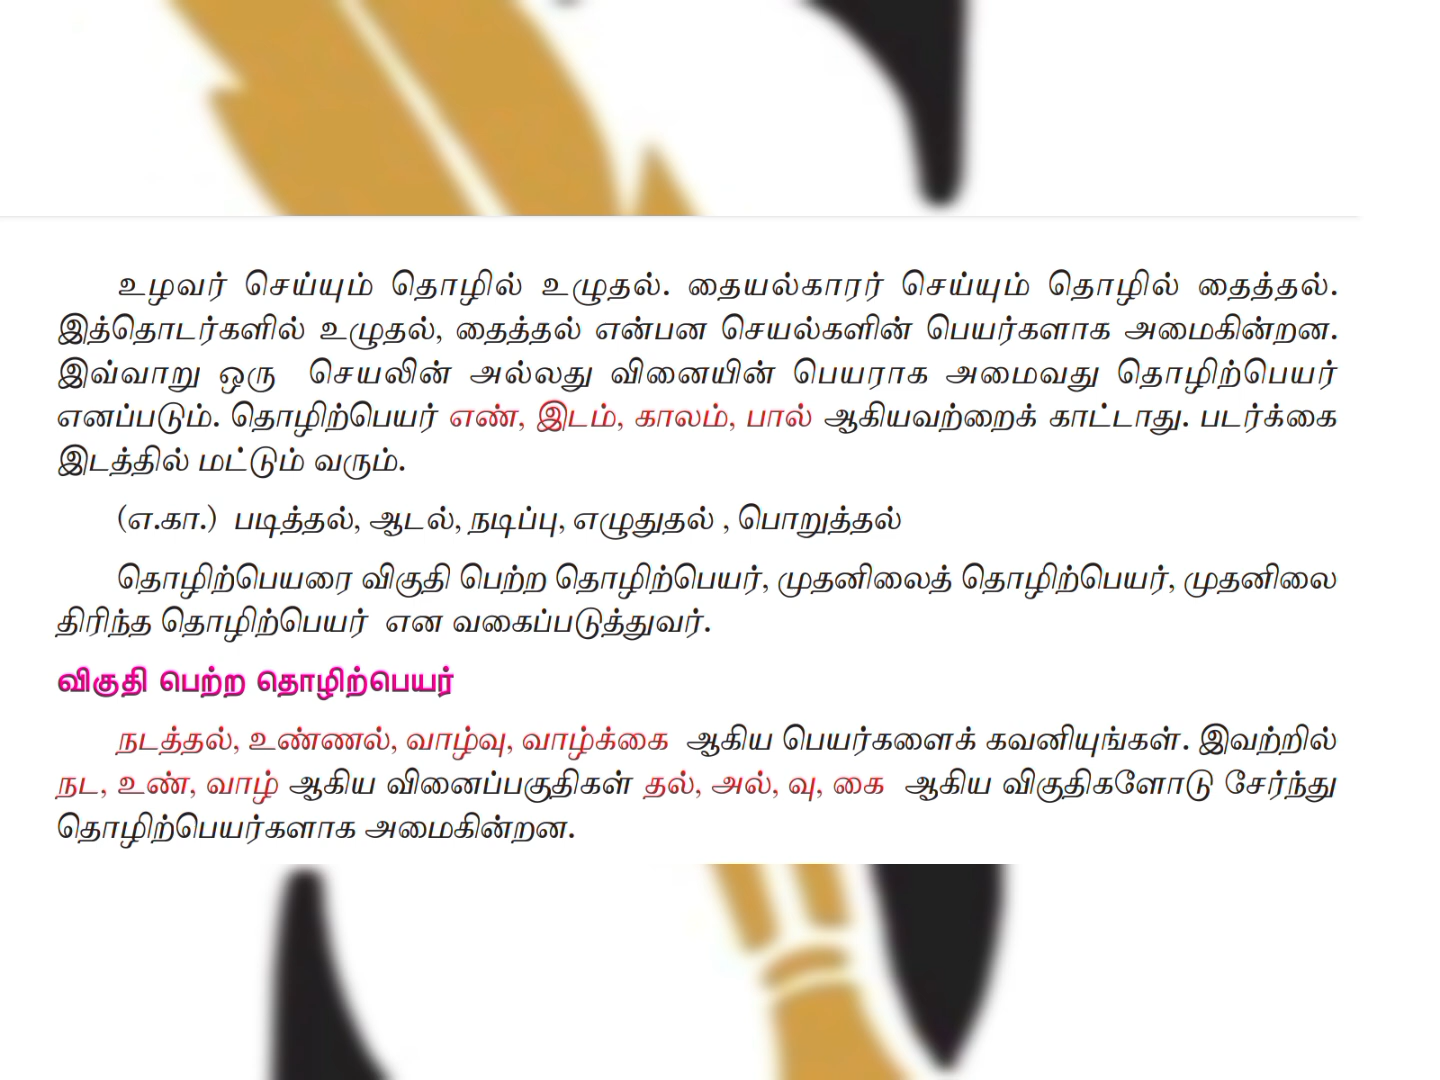 உழவர் செய்யும் தொழில் உழுதல். தையல்காரர் செய்யும் தொழில் தைத்தல்.
இத்தொடர்களில் உழுதல், தைத்தல் என்பன செயல்களின் பெயர்களாக அமைகின்றன.
இவ்வாறு ஒரு செயலின் அல்லது வினையின் பெயராக அமைவது தொழிற்பெயர்
எனப்படும். தொழிற்பெயர் எண், இடம், காலம், பால் ஆகியவற்றைக் காட்டாது. படர்க்கை
இடத்தில் மட்டும் வரும்.
(எ.கா.) படித்தல், ஆடல், நடிப்பு, எழுதுதல் , பொறுத்தல்
தொழிற்பெயரை விகுதி பெற்ற தொழிற்பெயர், முதனிலைத் தொழிற்பெயர், முதனிலை
திரிந்த தொழிற்பெயர் என வகைப்படுத்துவர்.
விகுதி பெற்ற தொழிற்பெயர்
நடத்தல், உண்ணல், வாழ்வு, வாழ்க்கை ஆகிய பெயர்களைக் கவனியுங்கள். இவற்றில்
நட, உண், வாழ் ஆகிய வினைப்பகுதிகள் தல், அல், வு, கை ஆகிய விகுதிகளோடு சேர்ந்து
தொழிற்பெயர்களாக அமைகின்றன.